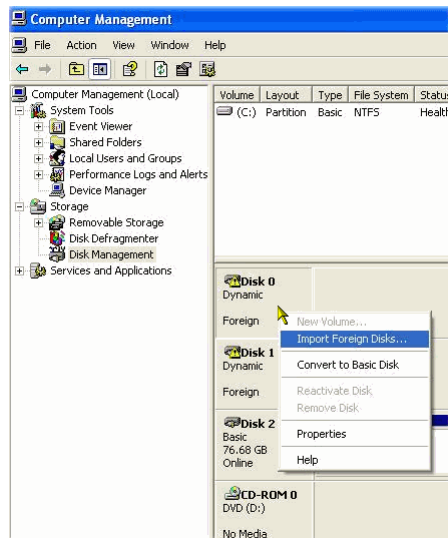 Computer Management
File Action View Window Help
Computer Management (Local)
System Tools
Event Viewer
Shared Folders
Local Users and Groups
Performance Logs and Alerts
Device Manager
Storage
Removable Storage
Disk Defragmenter
Disk Management
Services and Applications
Volume Layout Type File System
(C:) Partition Basic NTFS
Disk 0
Dynamic
Foreign
Disk 1
Dynamic
Foreign
Disk 2
Basic
76.68 GB
Online
CD-ROM 0
DVD (D:)
No Media
New Volume...
Import Foreign Disks...
Convert to Basic Disk
Reactivate Disk
Remove Disk
Properties
Help